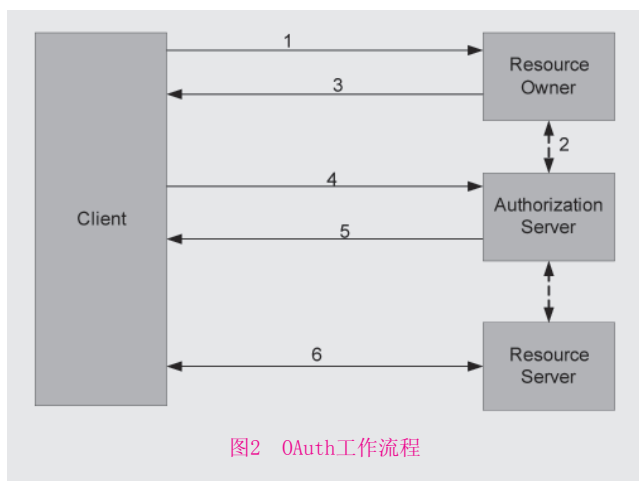 1
Resource
Owner
3
2
4
Client
Authorization
Server
5
6
Resource
Server
图2 OAuth工作流程